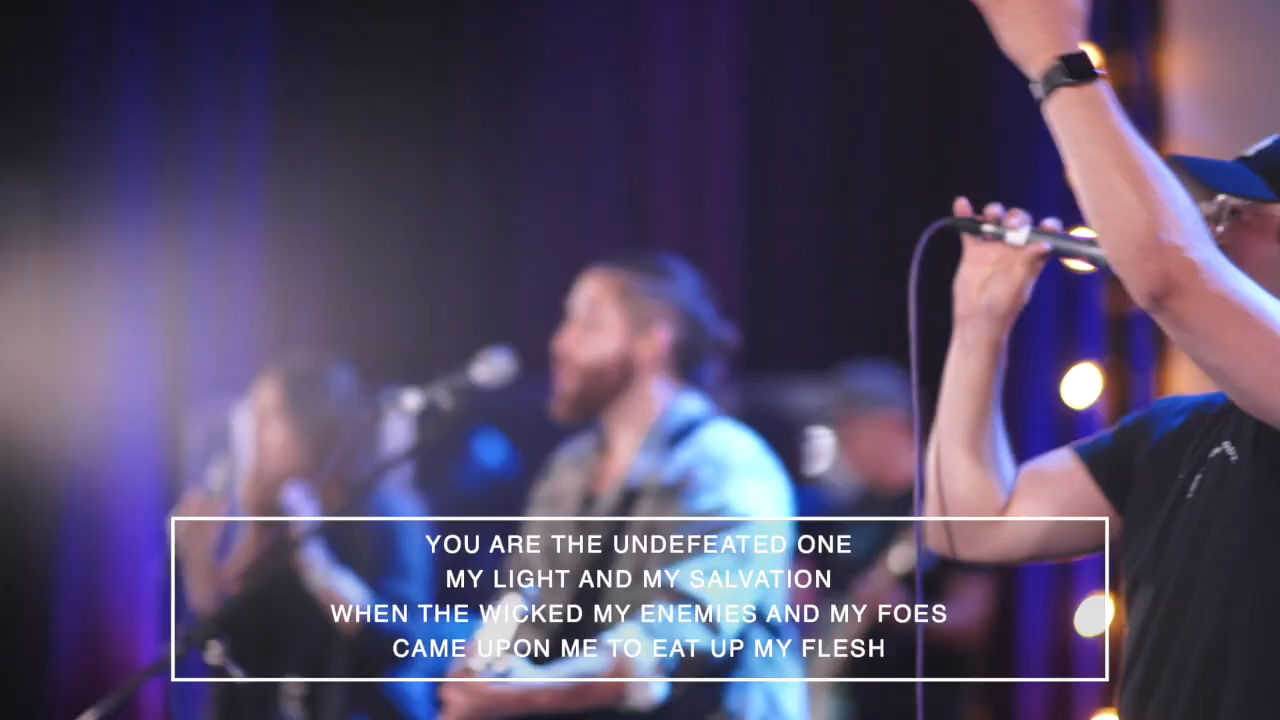 YOU ARE THE UNDEFEATED ONE
MY LIGHT AND MY SALVATION
WHEN THE WICKED MY ENEMIES AND MY FOES
CAME UPON ME TO EAT UP MY FLESH